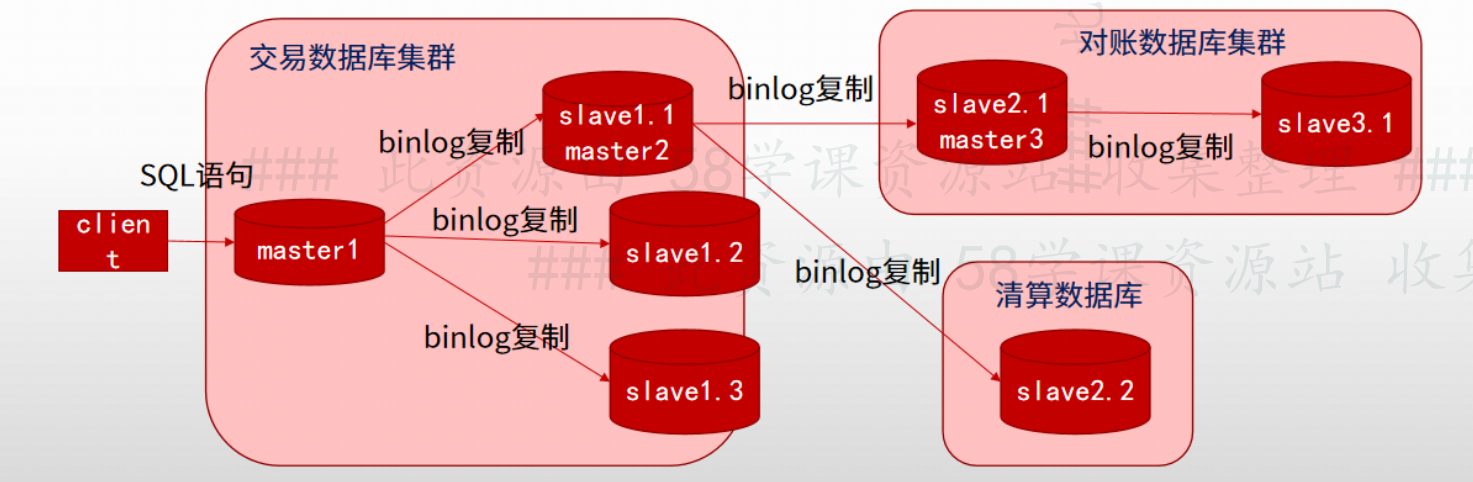 交易数据库集群
对账数据库集群
slave1.1
master2
binlog复制
slave2.1
master3
binlog复制
slave3.1
binlog复制
SQL语句
### 此资源由 58学课资源站 收集整理 ###
clien
t
master1
binlog复制
slave1.2
### 此资源由 58学课资源站 收集
binlog复制
清算数据库
binlog复制
slave1.3
slave2.2